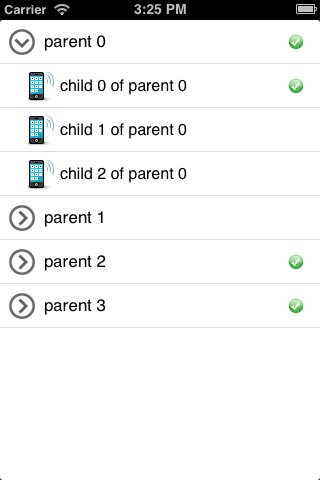 Carrier 3:25 PM
parent 0
child 0 of parent 0
child 1 of parent 0
child 2 of parent 0
parent 1
parent 2
parent 3